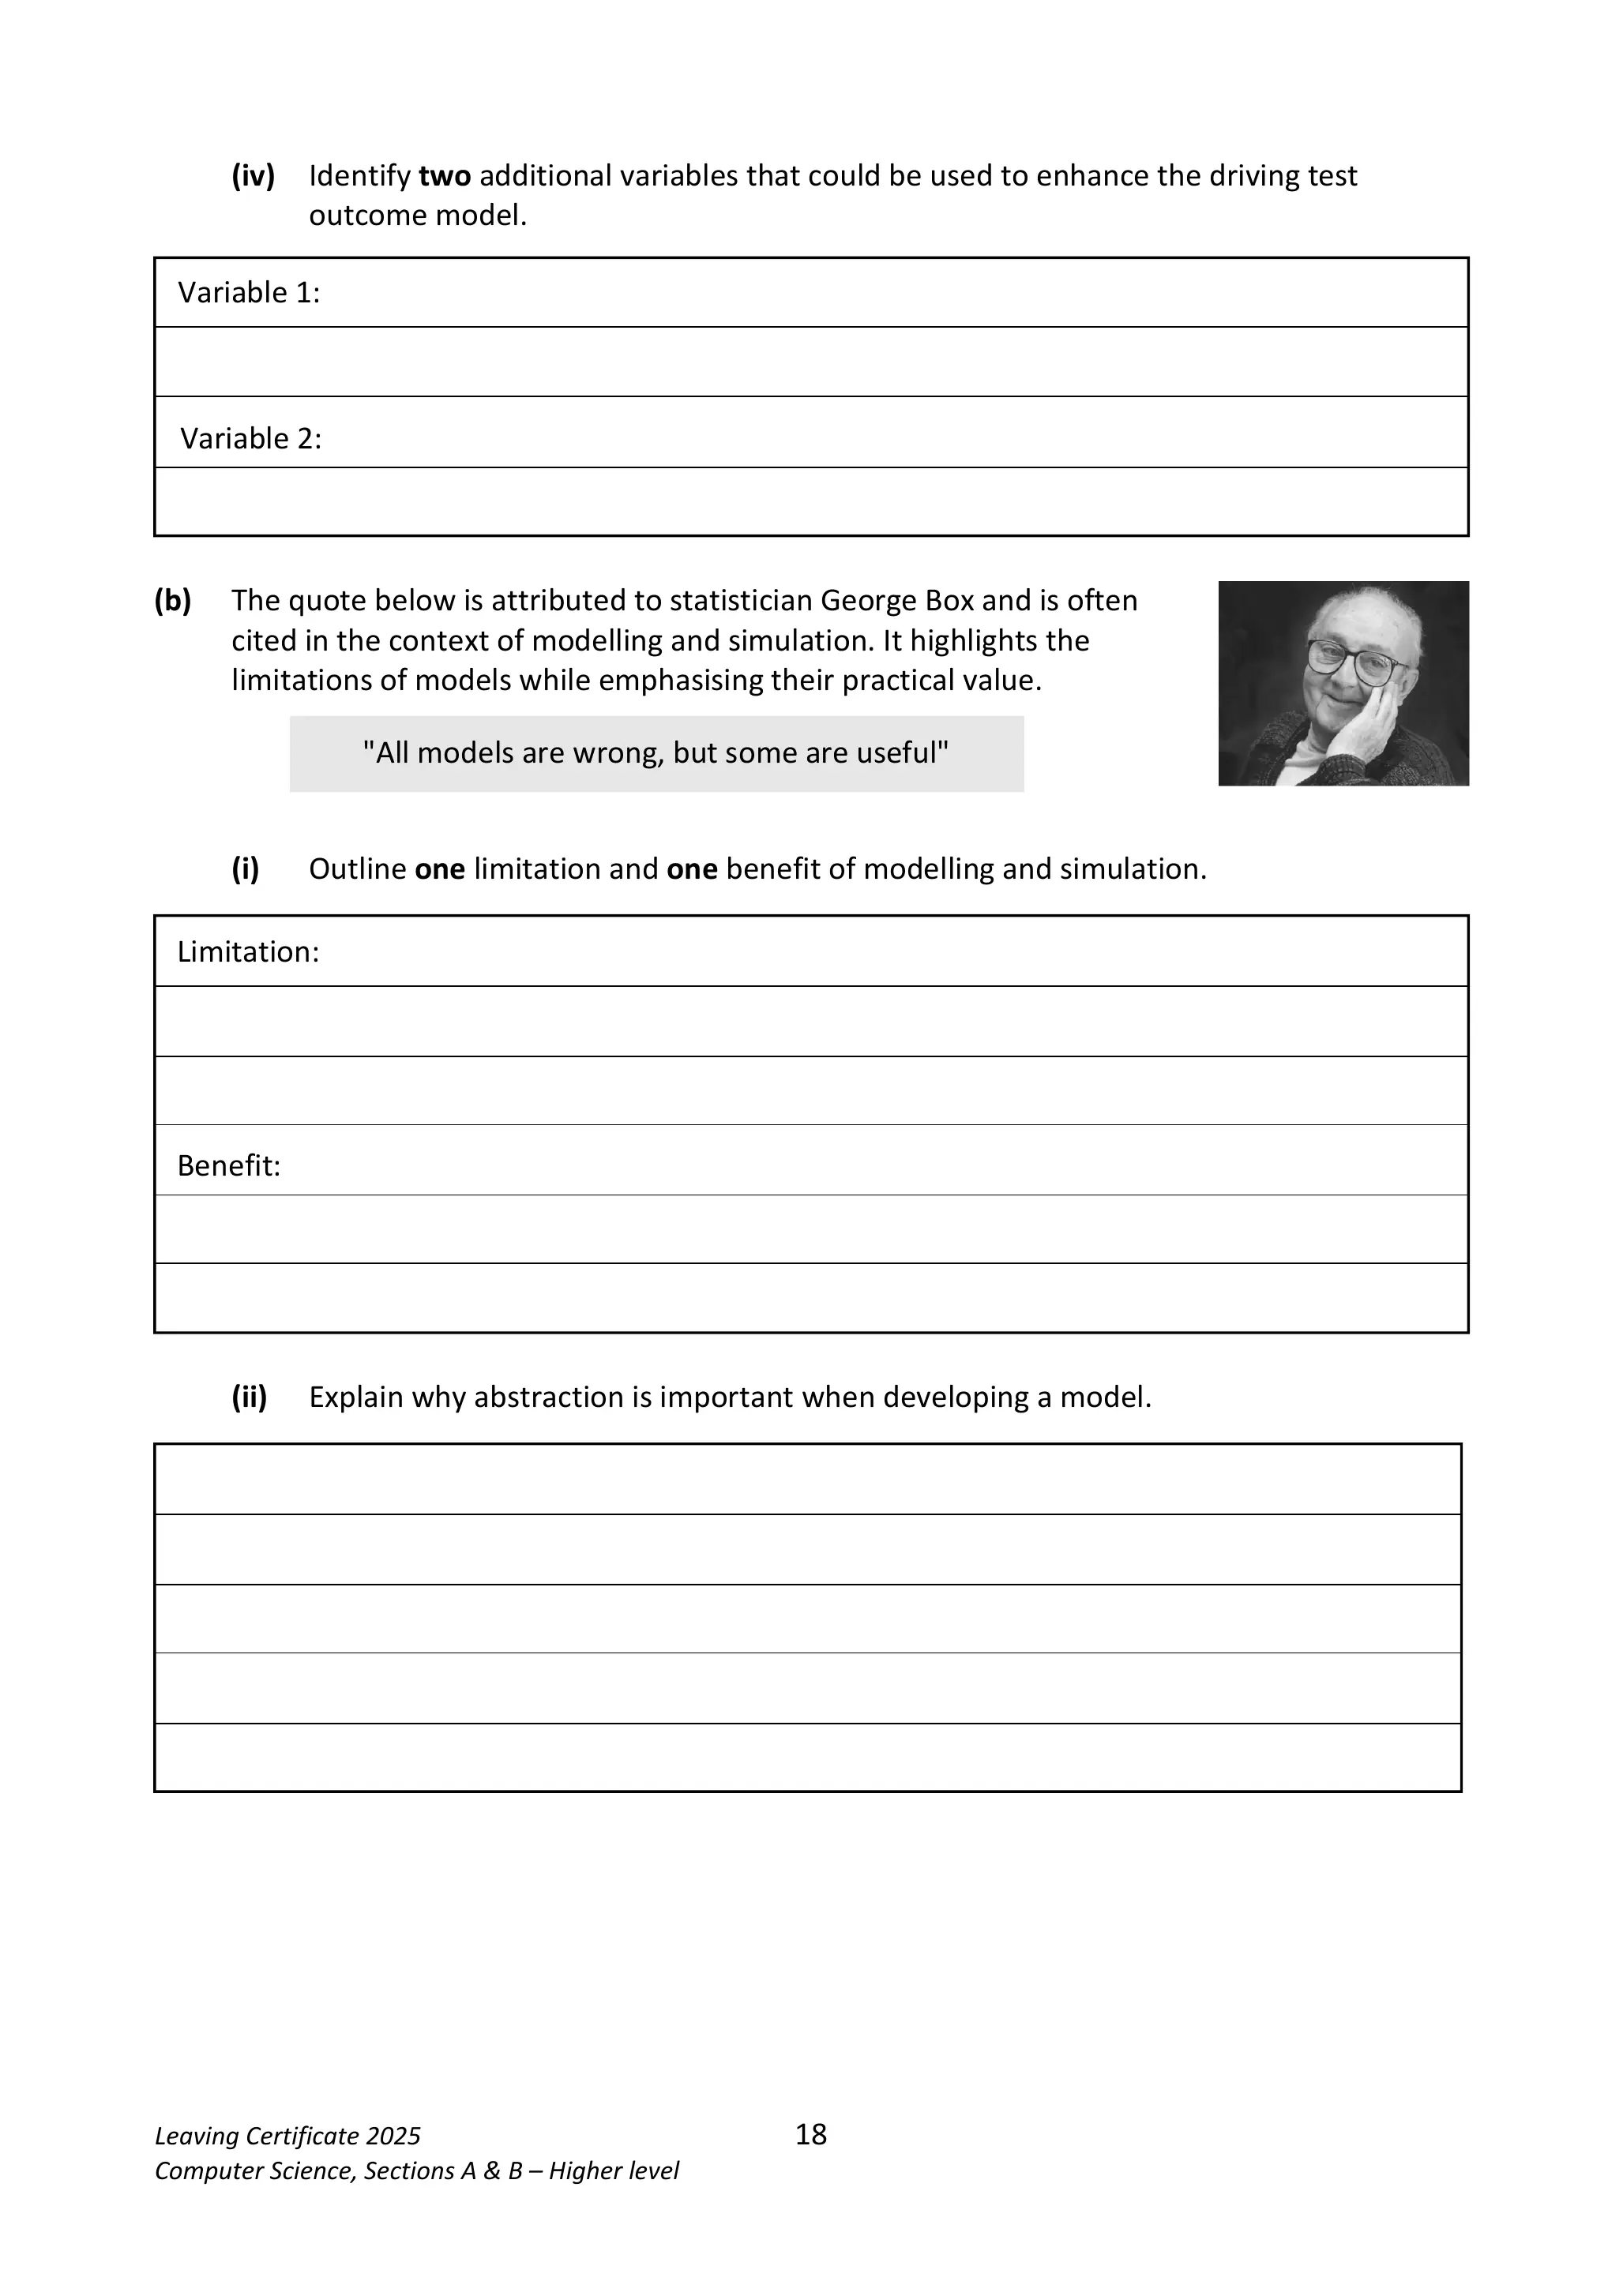 (iv) Identify two additional variables that could be used to enhance the driving test
outcome model.
Variable 1:
Variable 2:
(b) The quote below is attributed to statistician George Box and is often
cited in the context of modelling and simulation. It highlights the
limitations of models while emphasising their practical value.
"All models are wrong, but some are useful"
(i) Outline one limitation and one benefit of modelling and simulation.
Limitation:
Benefit:
(ii) Explain why abstraction is important when developing a model.
Leaving Certificate 2025
18
Computer Science, Sections A & B – Higher level